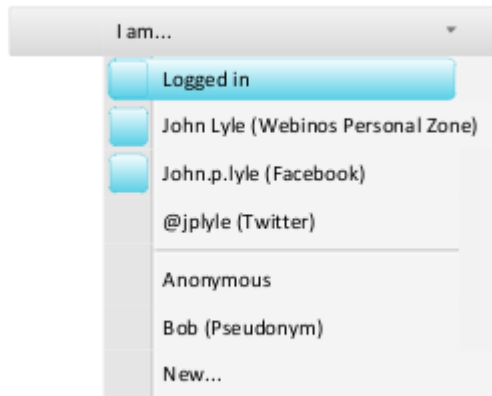 I am...
Logged in
John Lyle (Webinos Personal Zone)
John.p.lyle (Facebook)
@jplyle (Twitter)
Anonymous
Bob (Pseudonym)
New...